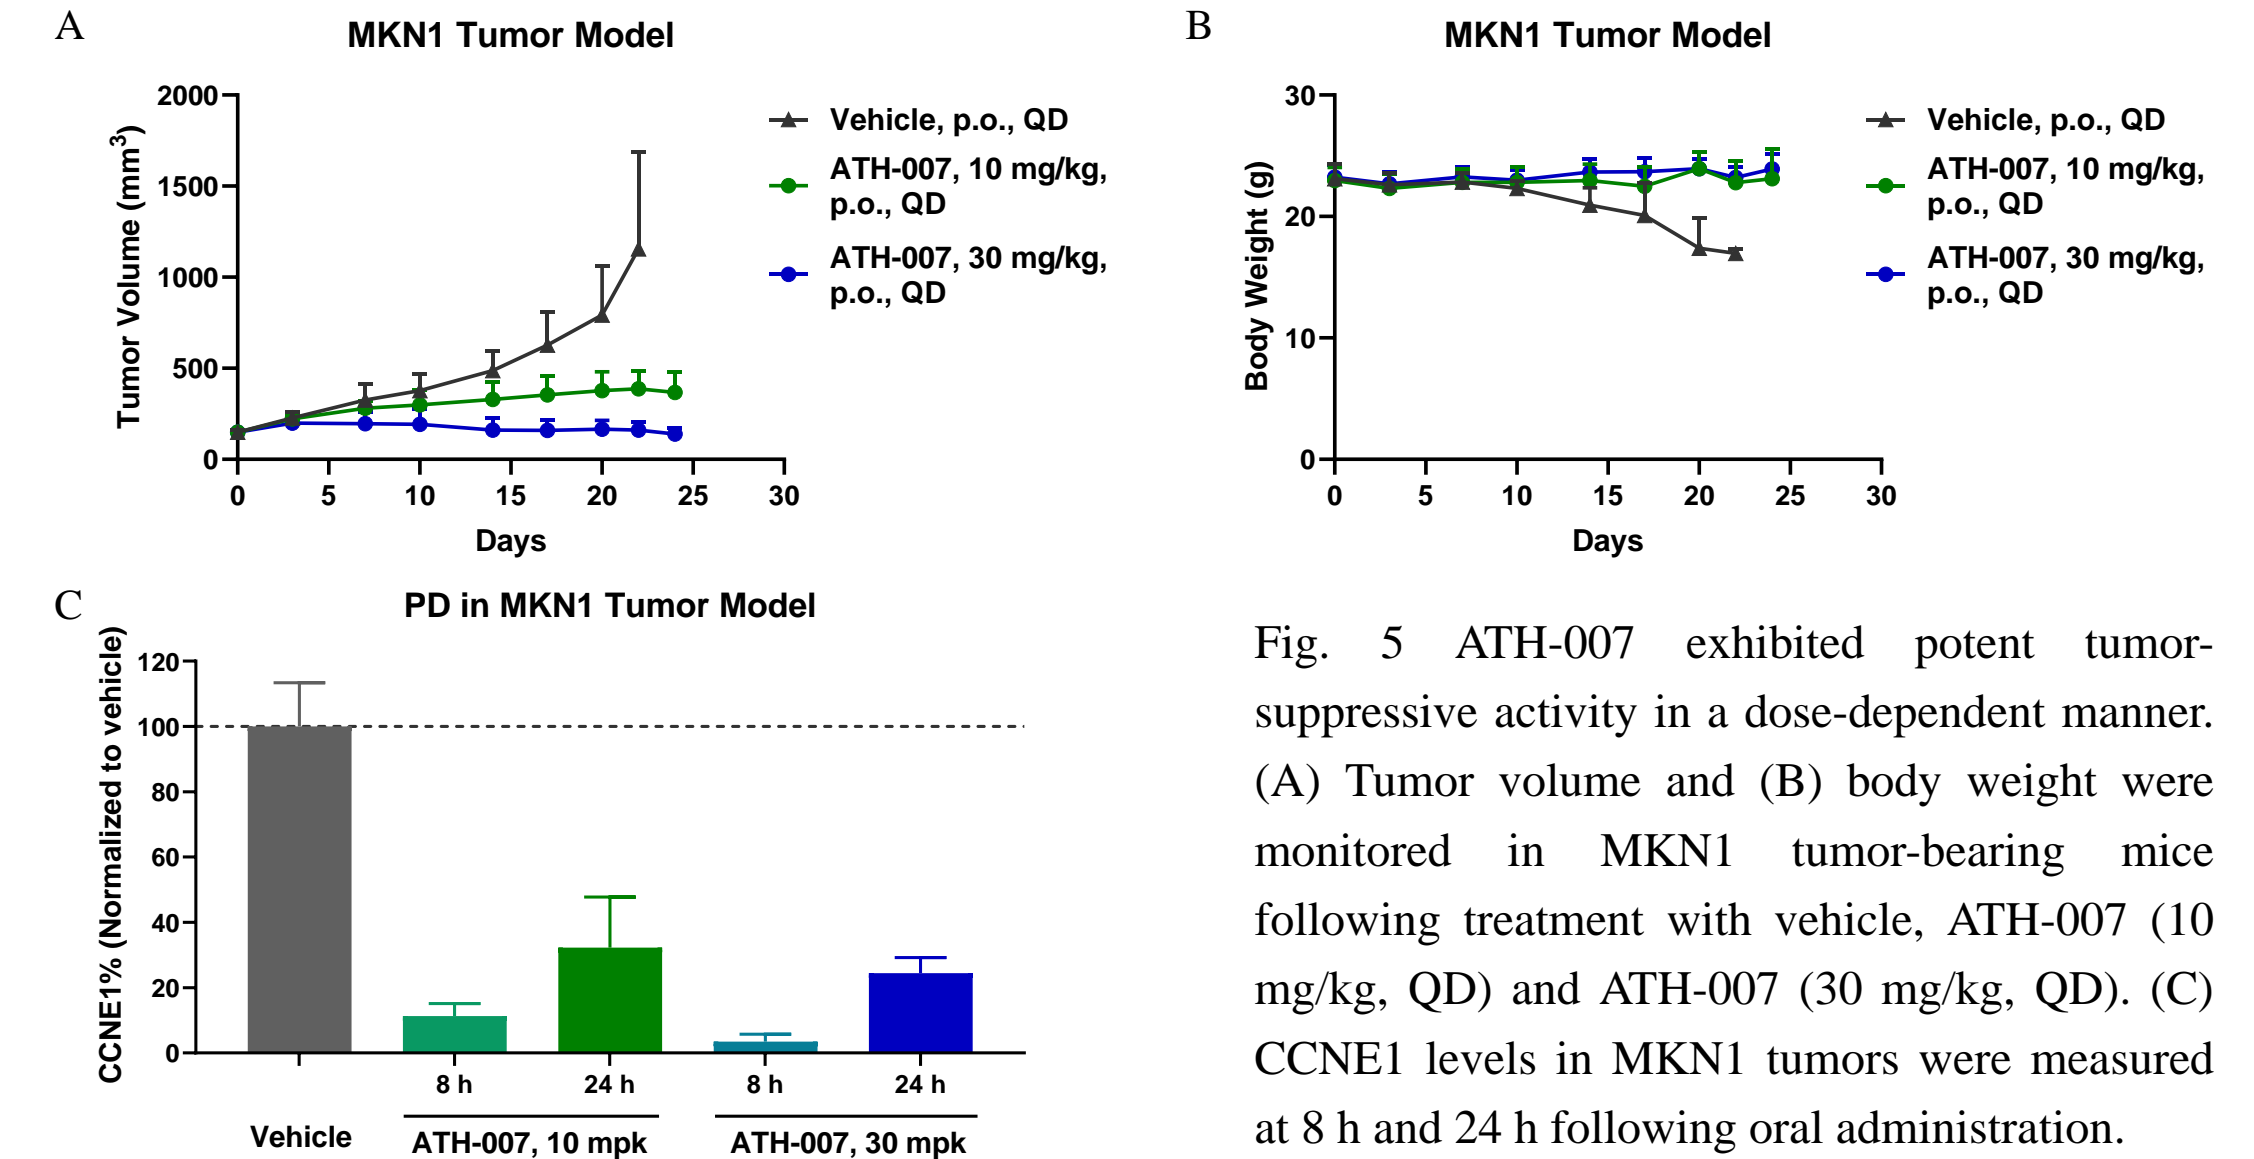 A
MKN1 Tumor Model
Tumor Volume (mm³)
2000
1500
1000
500
0
0 5 10 15 20 25 30
Days
Vehicle, p.o., QD
ATH-007, 10 mg/kg,
p.o., QD
ATH-007, 30 mg/kg,
p.o., QD
B
MKN1 Tumor Model
Body Weight (g)
30
20
10
0
0 5 10 15 20 25 30
Days
Vehicle, p.o., QD
ATH-007, 10 mg/kg,
p.o., QD
ATH-007, 30 mg/kg,
p.o., QD
C
PD in MKN1 Tumor Model
CCNE1% (Normalized to vehicle)
120
100
80
60
40
20
0
8 h 24 h 8 h 24 h
Vehicle ATH-007, 10 mpk ATH-007, 30 mpk
Fig. 5 ATH-007 exhibited potent tumor-
suppressive activity in a dose-dependent manner.
(A) Tumor volume and (B) body weight were
monitored in MKN1 tumor-bearing mice
following treatment with vehicle, ATH-007 (10
mg/kg, QD) and ATH-007 (30 mg/kg, QD). (C)
CCNE1 levels in MKN1 tumors were measured
at 8 h and 24 h following oral administration.